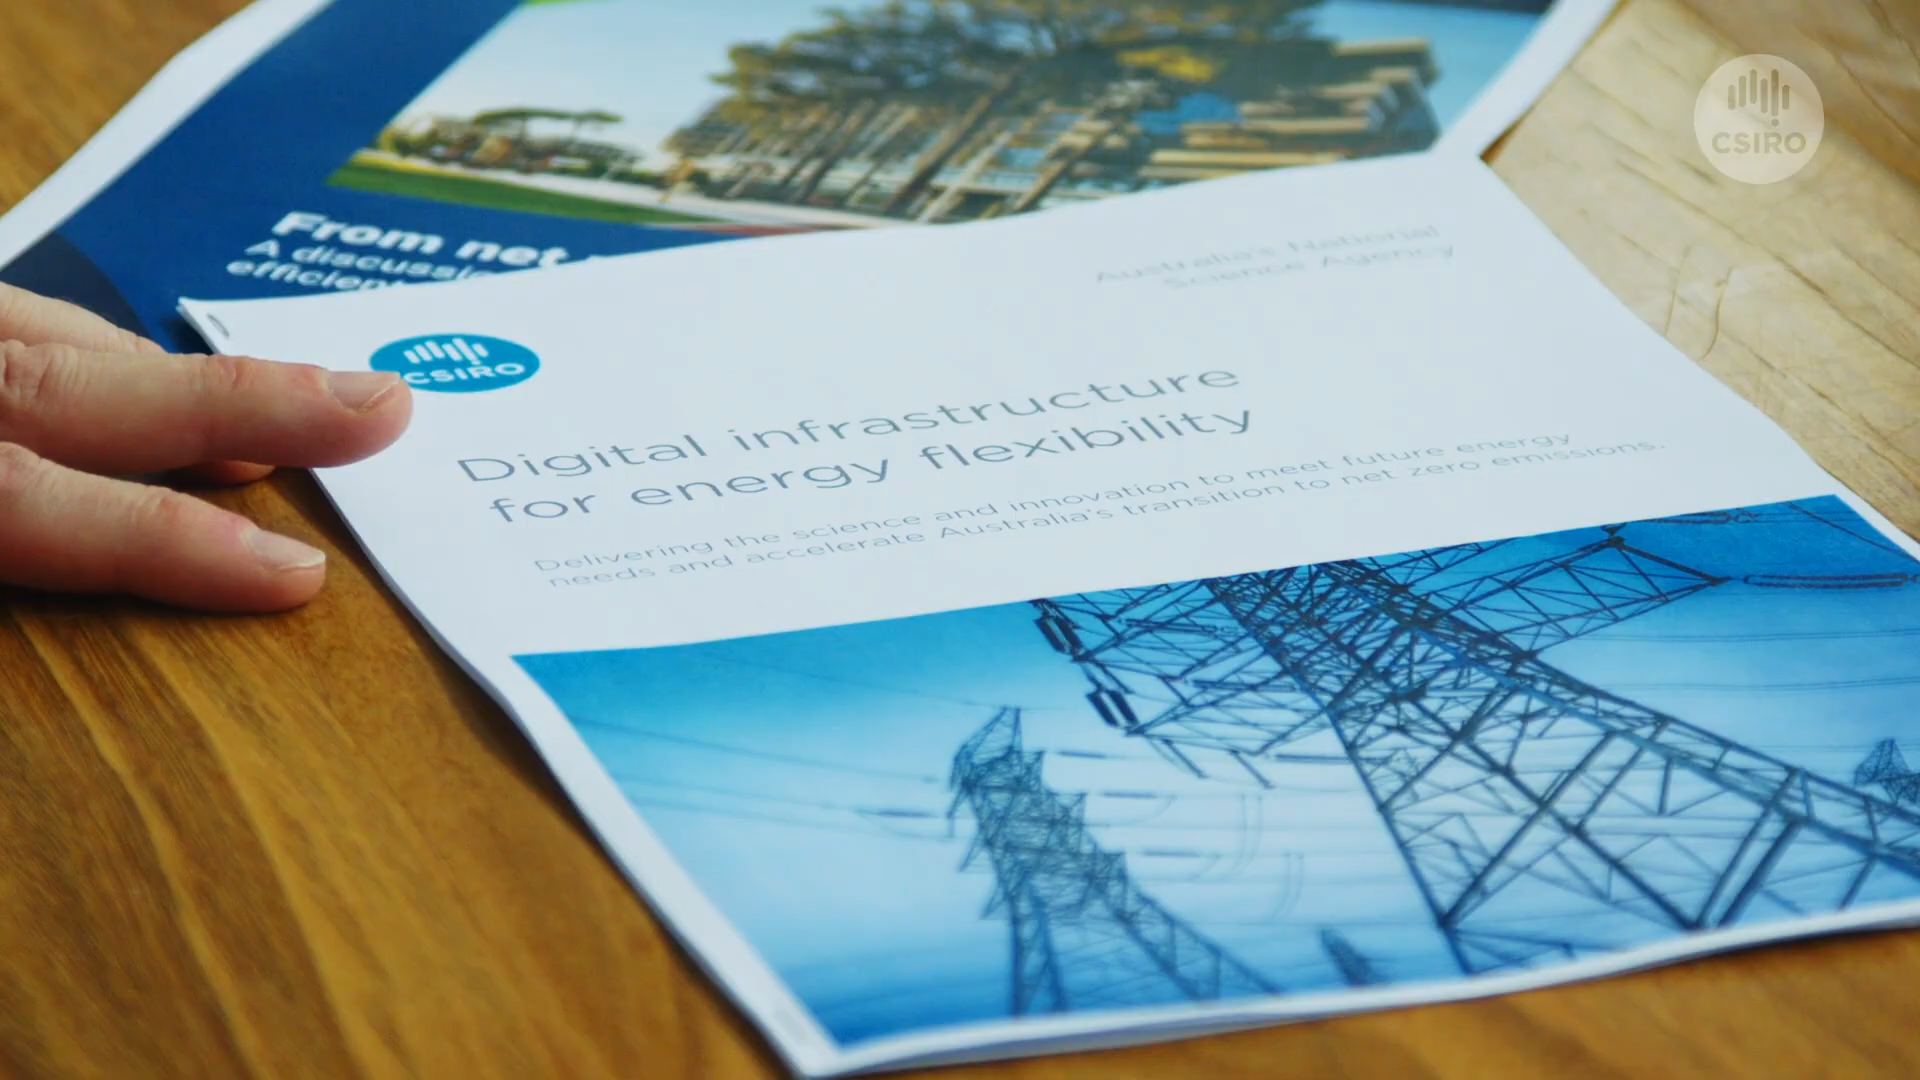 CSIRO
From net
A discussi
efficien
Australia's National
Science Agency
CSIRO
Digital infrastructure
for energy flexibility
Delivering the science and innovation to meet future energy
needs and accelerate Australia's transition to net zero emissions.